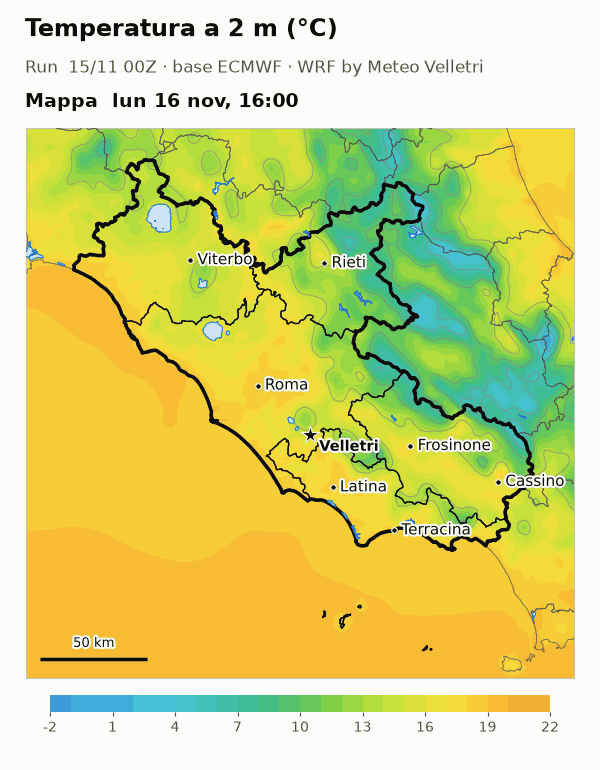 Temperatura a 2 m (°C)
Run  15/11 00Z · base ECMWF · WRF by Meteo Velletri
Mappa  lun 16 nov, 16:00
Viterbo
Rieti
Roma
Velletri
Frosinone
Cassino
Latina
Terracina
50 km
-2 1 4 7 10 13 16 19 22